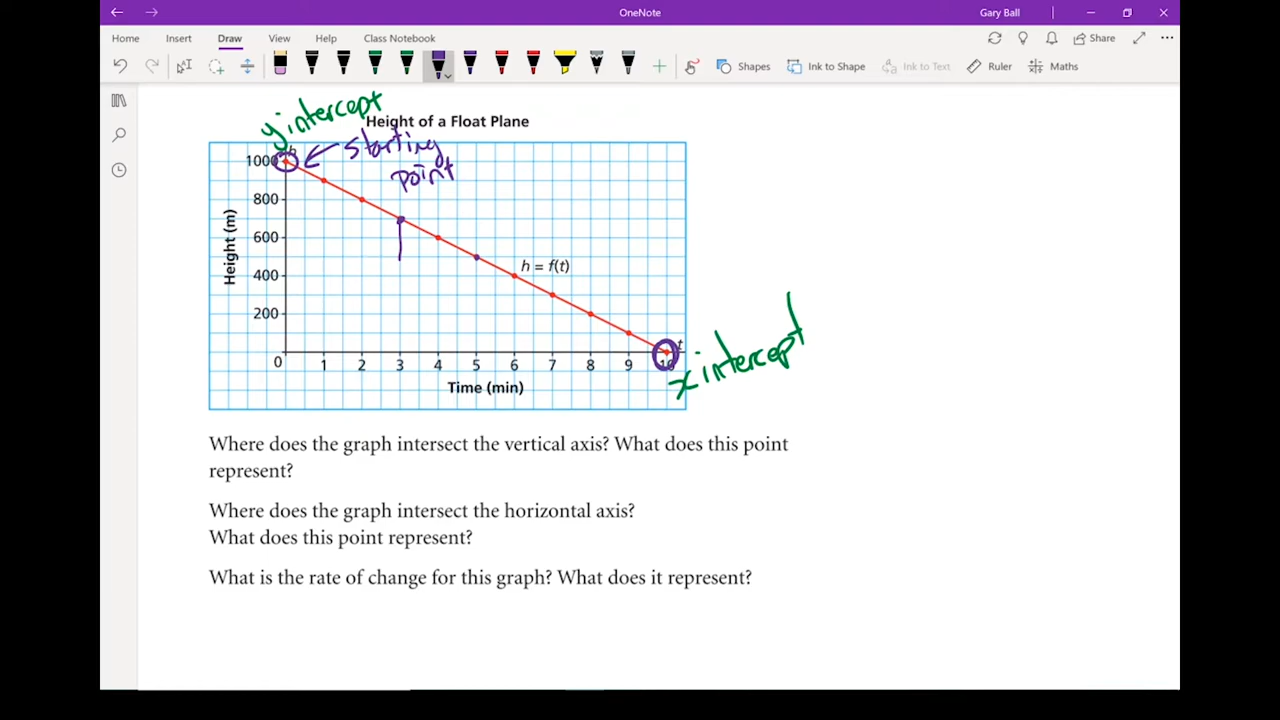 OneNote
Gary Ball
Home Insert Draw View Help Class Notebook
Share
Shapes Ink to Shape Ink to Text Ruler Maths
y intercept
Height of a Float Plane
starting
point
h
1000
800
600
400
200
0
Height (m)
h = f(t)
t
1 2 3 4 5 6 7 8 9 10
Time (min)
x intercept
Where does the graph intersect the vertical axis? What does this point
represent?
Where does the graph intersect the horizontal axis?
What does this point represent?
What is the rate of change for this graph? What does it represent?